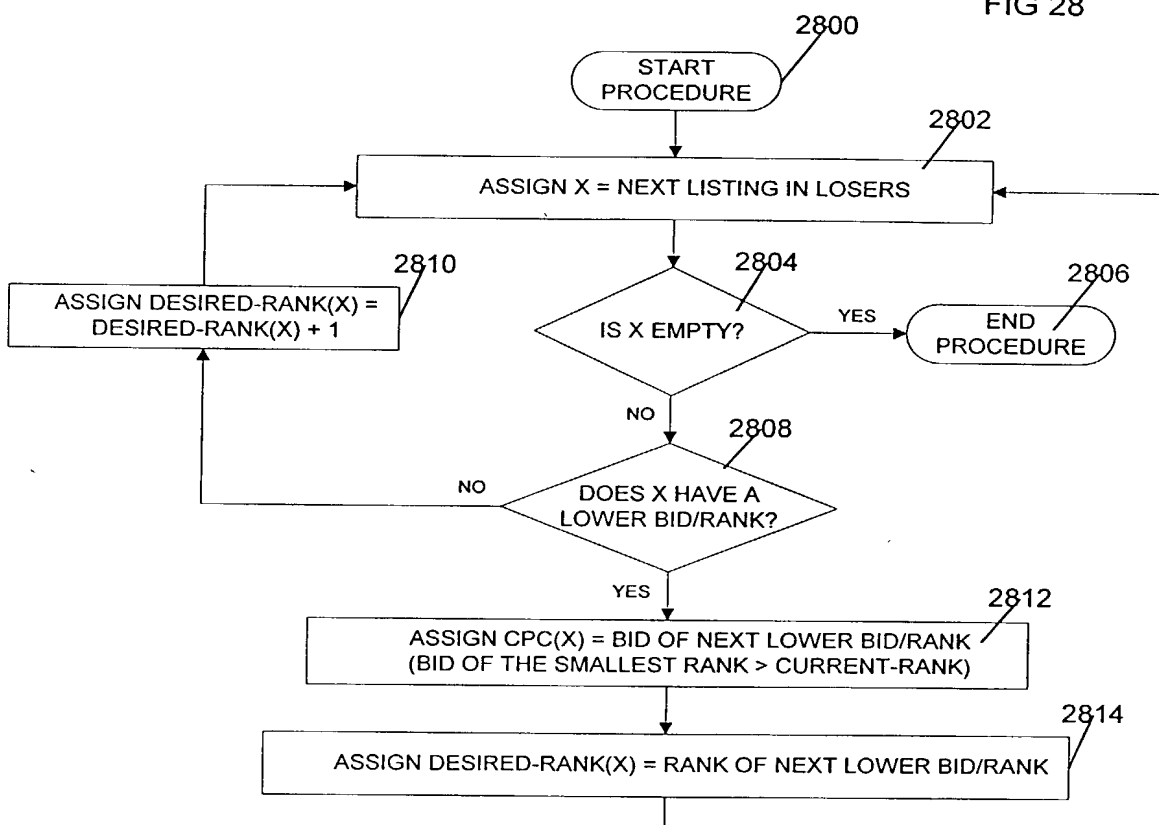 FIG 28
2800
START
PROCEDURE
2802
ASSIGN X = NEXT LISTING IN LOSERS
2804
IS X EMPTY?
YES
2806
END
PROCEDURE
2810
ASSIGN DESIRED-RANK(X) =
DESIRED-RANK(X) + 1
NO
2808
NO
DOES X HAVE A
LOWER BID/RANK?
YES
2812
ASSIGN CPC(X) = BID OF NEXT LOWER BID/RANK
(BID OF THE SMALLEST RANK > CURRENT-RANK)
2814
ASSIGN DESIRED-RANK(X) = RANK OF NEXT LOWER BID/RANK